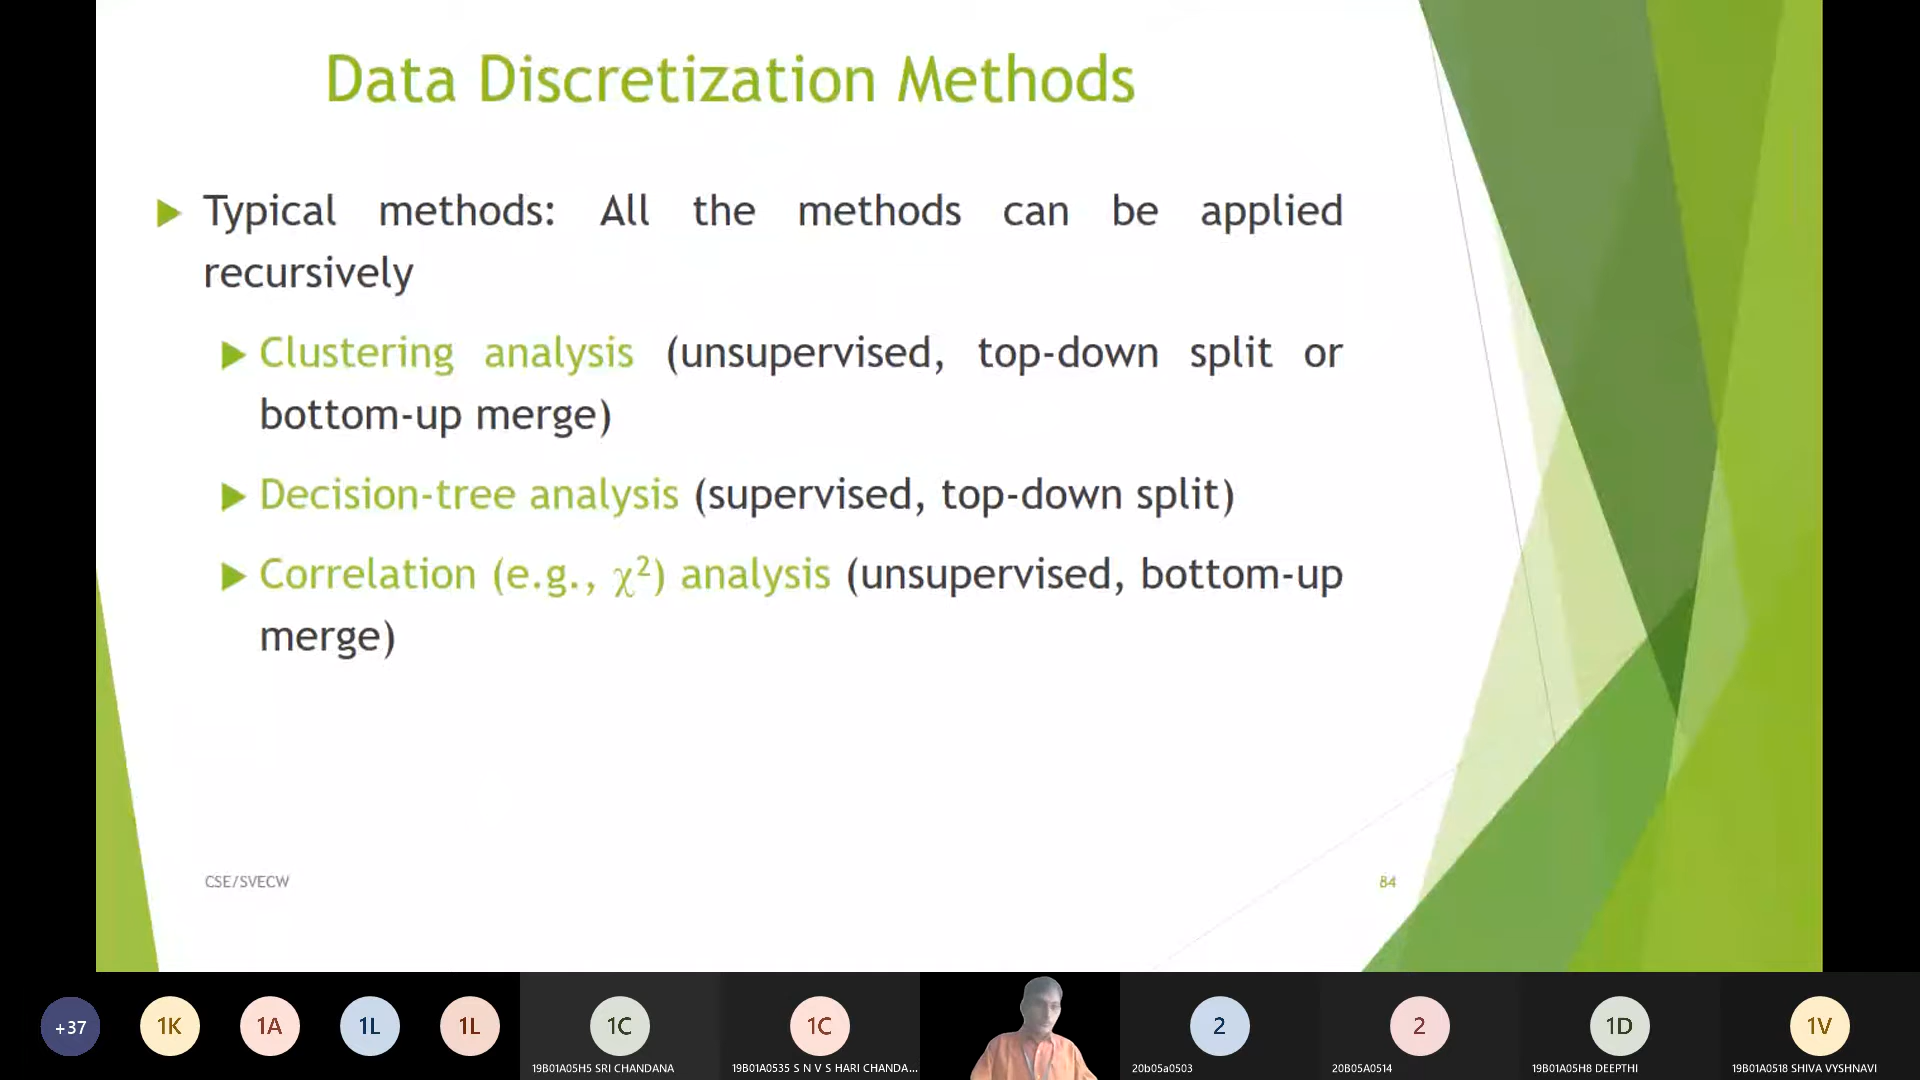 Data Discretization Methods
Typical methods: All the methods can be applied
recursively
Clustering analysis (unsupervised, top-down split or
bottom-up merge)
Decision-tree analysis (supervised, top-down split)
Correlation (e.g., χ²) analysis (unsupervised, bottom-up
merge)
CSE/SVECW
84
+37
1K
1A
1L
1L
1C
1C
2
2
1D
1V
19B01A05H5 SRI CHANDANA
19B01A0535 S N V S HARI CHANDA...
20b05a0503
20B05A0514
19B01A05H8 DEEPTHI
19B01A0518 SHIVA VYSHNAVI